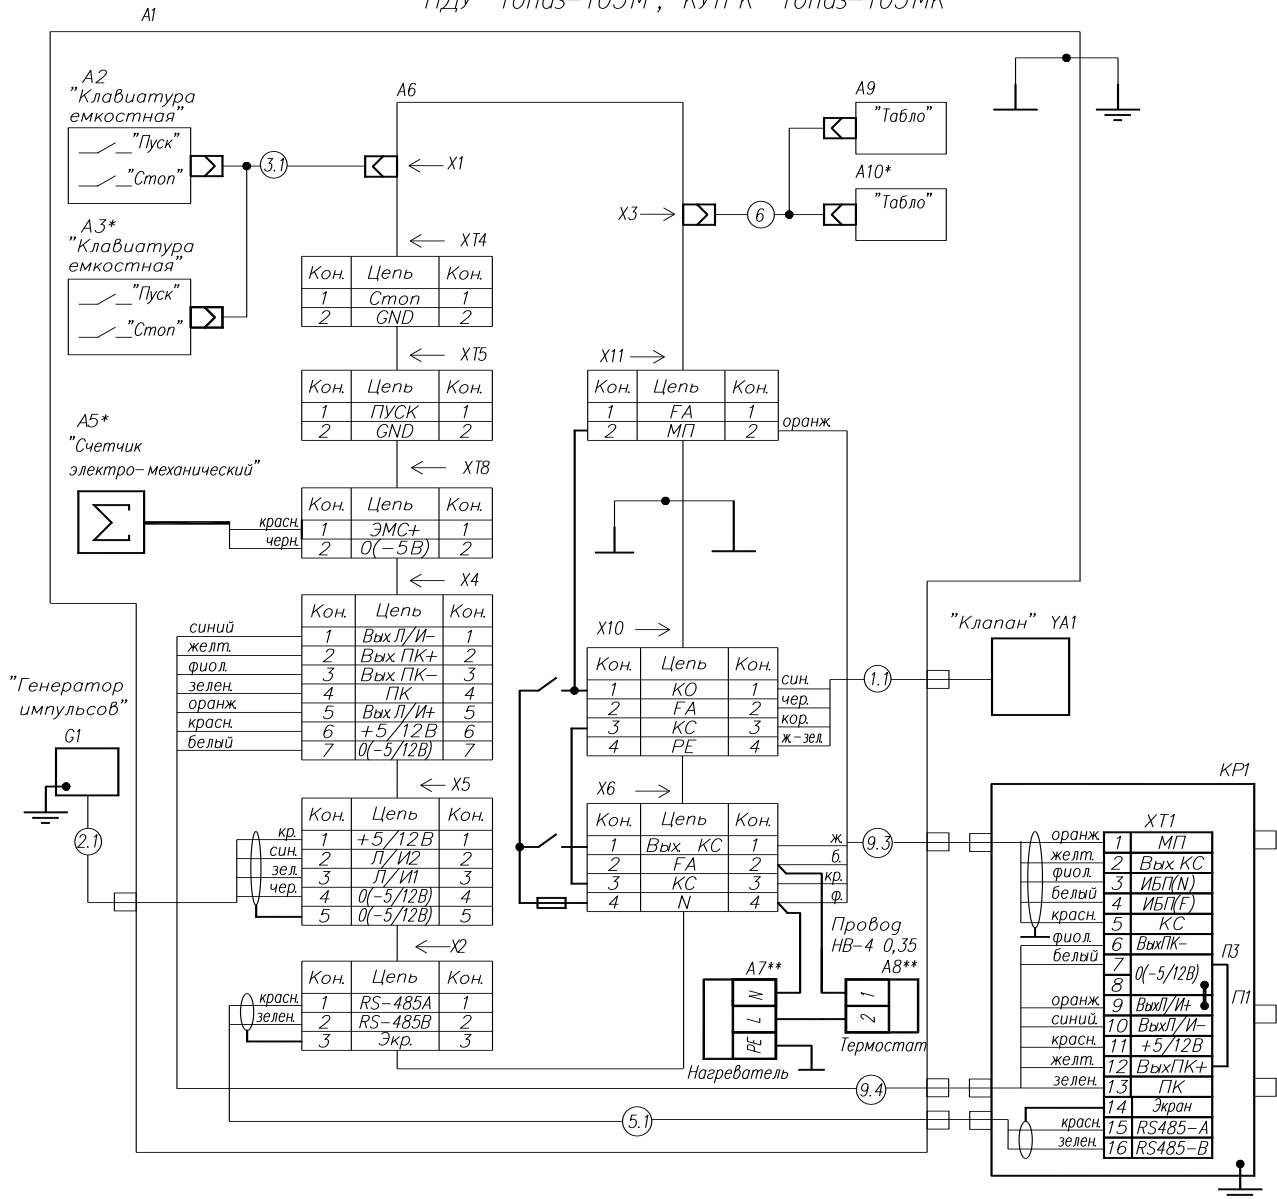 A1
A2
"Клавиатура
емкостная"
"Пуск"
"Стоп"
3.1
A6
X1
A3*
"Клавиатура
емкостная"
"Пуск"
"Стоп"
A9
"Табло"
A10*
"Табло"
X3
6
XT4
Кон. Цепь Кон.
1 Стоп 1
2 GND 2
XT5
Кон. Цепь Кон.
1 ПУСК 1
2 GND 2
A5*
"Счетчик
электро-механический"
красн.
черн.
XT8
Кон. Цепь Кон.
1 ЭМС+ 1
2 0(-5В) 2
X4
Кон. Цепь Кон.
синий 1 Вых Л/И- 1
желт. 2 Вых ПК+ 2
фиол. 3 Вых ПК- 3
зелен. 4 ПК 4
оранж. 5 Вых Л/И+ 5
красн. 6 +5/12В 6
белый 7 0(-5/12В) 7
"Генератор
импульсов"
G1
2.1
X5
Кон. Цепь Кон.
кр. 1 +5/12В 1
син. 2 Л/И2 2
зел. 3 Л/И1 3
чер. 4 0(-5/12В) 4
5 0(-5/12В) 5
X2
Кон. Цепь Кон.
красн. 1 RS-485A 1
зелен. 2 RS-485B 2
3 Экр. 3
X11
Кон. Цепь Кон.
1 FA 1
2 МП 2 оранж.
X10
Кон. Цепь Кон.
1 КО 1 син.
2 FA 2 чер.
3 КС 3 кор.
4 PE 4 ж-зел.
1.1
"Клапан" YA1
X6
Кон. Цепь Кон.
1 Вых КС 1 ж.
2 FA 2 б.
3 КС 3 кр.
4 N 4 ф.
9.3
Провод
НВ-4 0,35
A7**
N
L
PE
Нагреватель
A8**
1
2
Термостат
9.4
5.1
КР1
XT1
оранж. 1 МП
желт. 2 Вых КС
фиол. 3 ИБП(N)
белый 4 ИБП(F)
красн. 5 КС
фиол. 6 ВыхПК-
белый 7 0(-5/12В)
8
оранж. 9 ВыхЛ/И+
синий. 10 ВыхЛ/И-
красн. 11 +5/12В
желт. 12 ВыхПК+
зелен. 13 ПК
14 Экран
красн. 15 RS485-A
зелен. 16 RS485-B
П3
П1